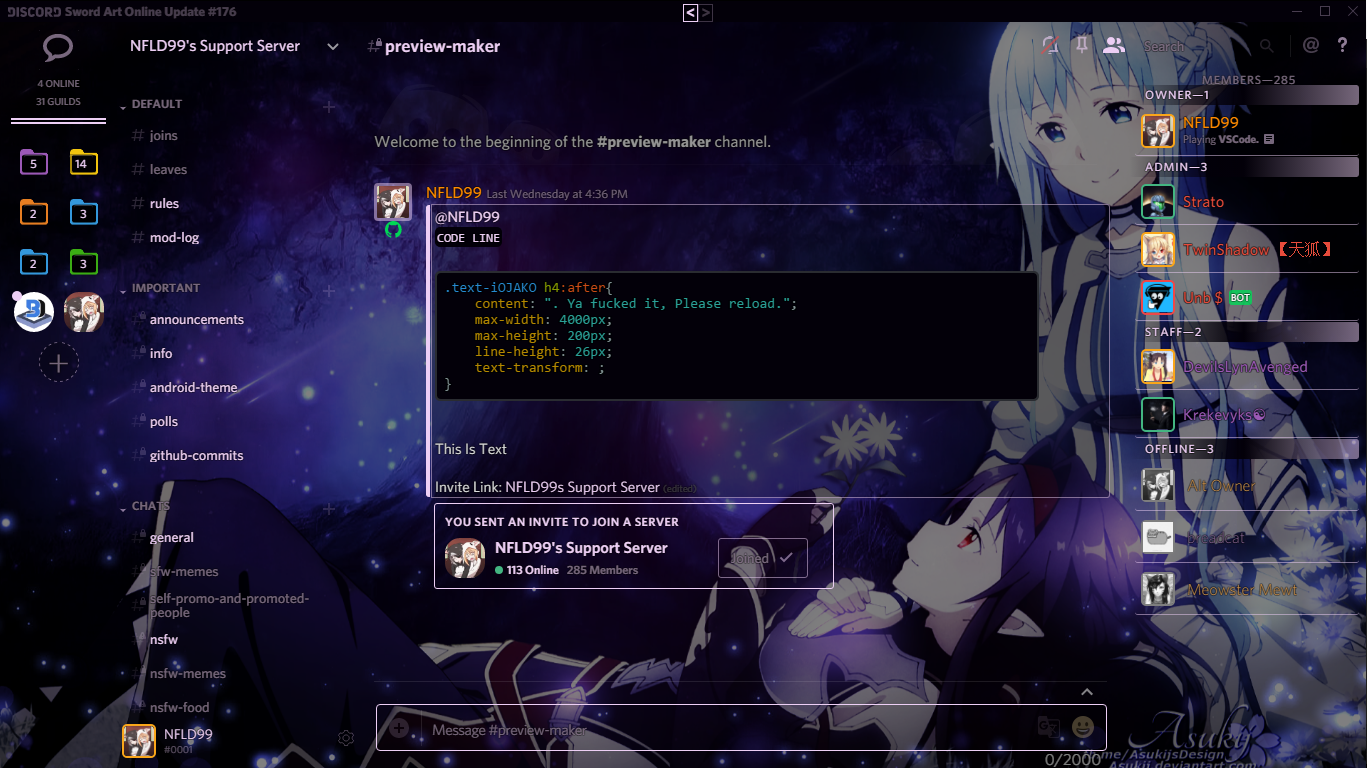 DISCORD Sword Art Online Update #176
< >
4 ONLINE
31 GUILDS
5
14
2
3
2
3
NFLD99's Support Server
DEFAULT
joins
leaves
rules
mod-log
IMPORTANT
announcements
info
android-theme
polls
github-commits
CHATS
general
sfw-memes
self-promo-and-promoted-
people
nsfw
nsfw-memes
nsfw-food
NFLD99
#0001
#preview-maker
Search
@ ?
Welcome to the beginning of the #preview-maker channel.
NFLD99 Last Wednesday at 4:36 PM
@NFLD99
CODE LINE
.text-iOJAKO h4:after{
content: ". Ya fucked it, Please reload.";
max-width: 4000px;
max-height: 200px;
line-height: 26px;
text-transform: ;
}
This Is Text
Invite Link: NFLD99s Support Server (edited)
YOU SENT AN INVITE TO JOIN A SERVER
NFLD99's Support Server
113 Online 285 Members
Joined
Message #preview-maker
0/2000
MEMBERS—285
OWNER—1
NFLD99
Playing VSCode.
ADMIN—3
Strato
TwinShadow 【天狐】
Unb $ BOT
STAFF—2
DevilsLynAvenged
Krekevyks☯
OFFLINE—3
Alt Owner
Breadcat
Meowster Mewt
Asukij
.me/AsukijsDesign
Asukij.deviantart.com